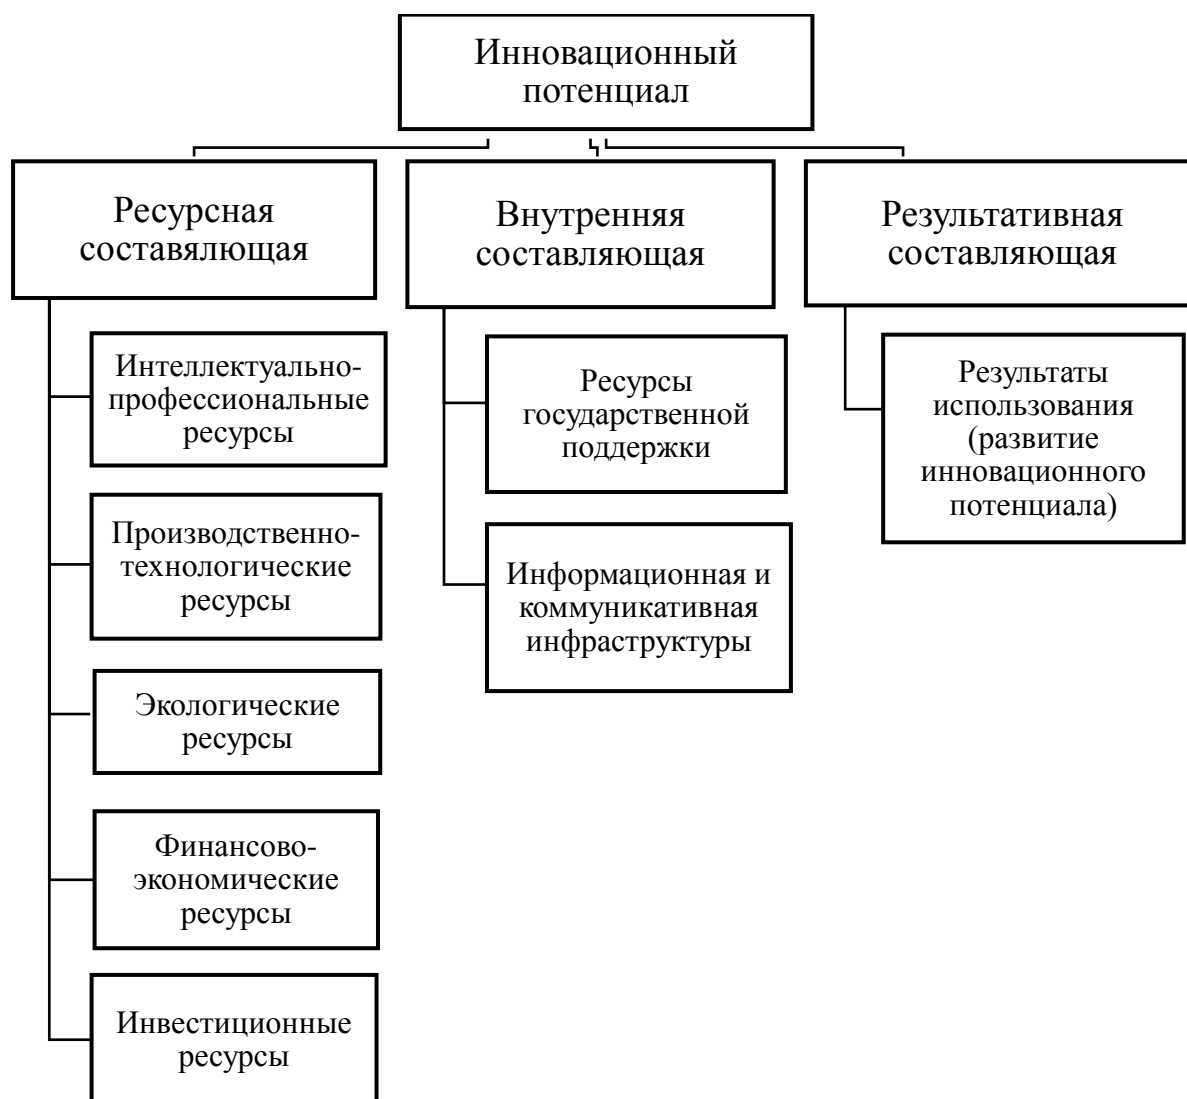 Инновационный
потенциал
Ресурсная
составялющая
Внутренняя
составляющая
Результативная
составляющая
Интеллектуально-
профессиональные
ресурсы
Производственно-
технологические
ресурсы
Экологические
ресурсы
Финансово-
экономические
ресурсы
Инвестиционные
ресурсы
Ресурсы
государственной
поддержки
Информационная и
коммуникативная
инфраструктуры
Результаты
использования
(развитие
инновационного
потенциала)